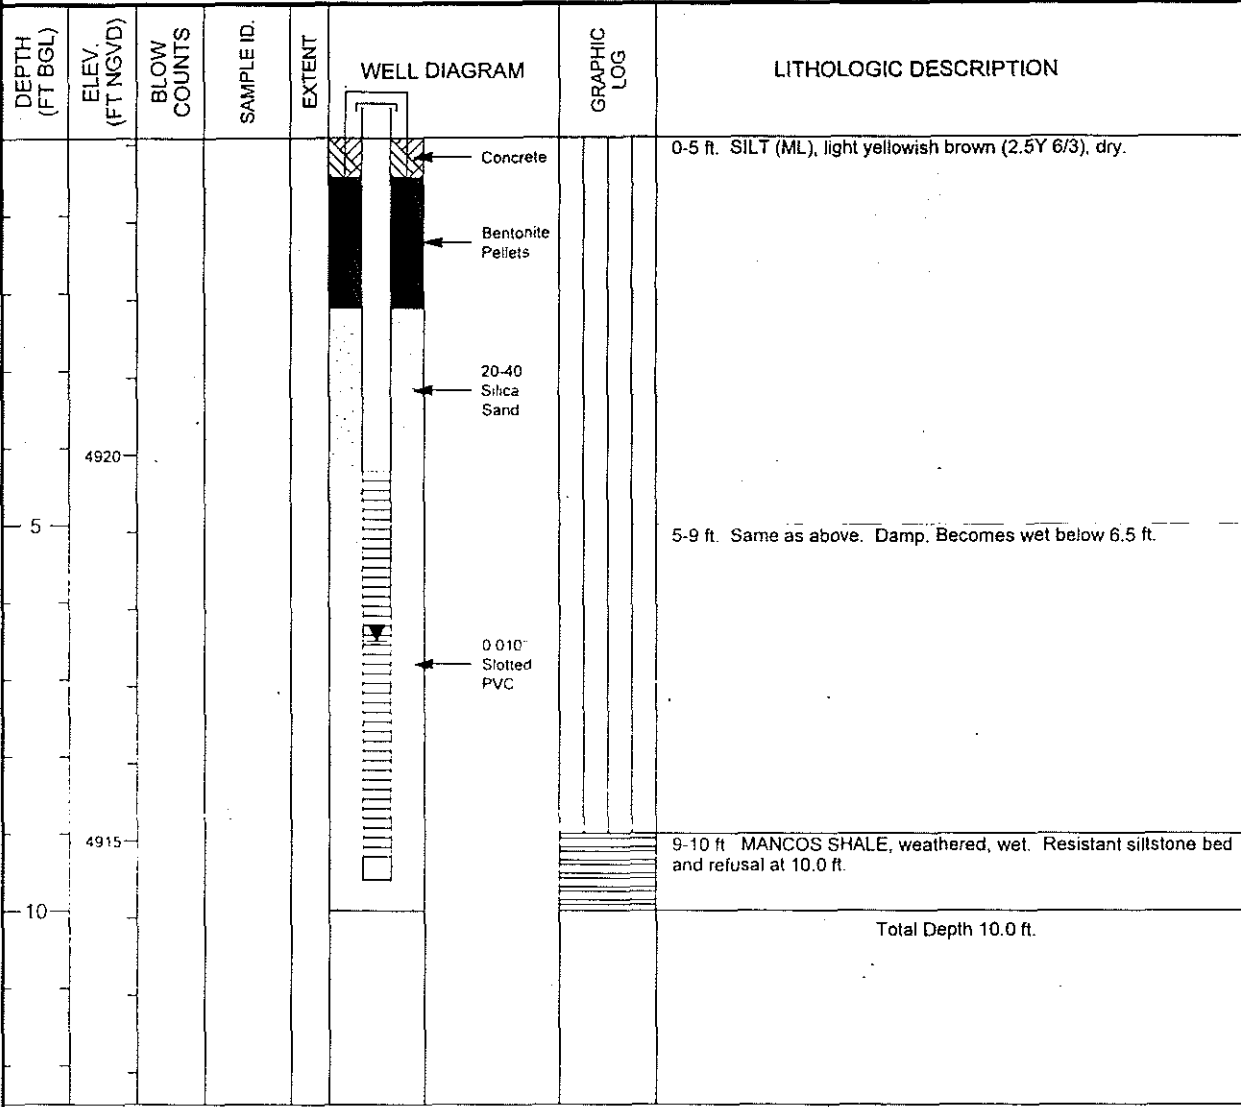 DEPTH
(FT BGL)
ELEV.
(FT NGVD)
BLOW
COUNTS
SAMPLE ID.
EXTENT
WELL DIAGRAM
GRAPHIC
LOG
LITHOLOGIC DESCRIPTION
Concrete
0-5 ft. SILT (ML), light yellowish brown (2.5Y 6/3), dry.
Bentonite
Pellets
20-40
Silica
Sand
4920
5
5-9 ft. Same as above. Damp. Becomes wet below 6.5 ft.
0.010"
Slotted
PVC
4915
9-10 ft MANCOS SHALE, weathered, wet. Resistant siltstone bed
and refusal at 10.0 ft.
10
Total Depth 10.0 ft.